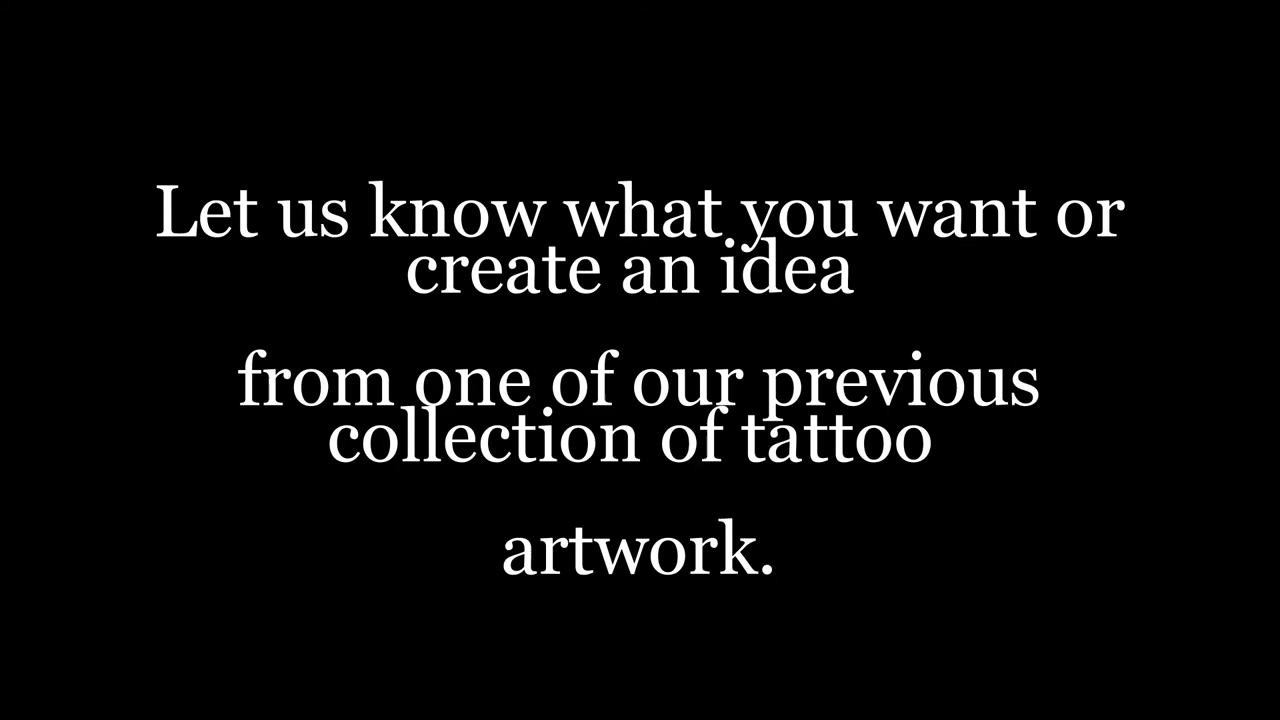 Let us know what you want or
create an idea
from one of our previous
collection of tattoo
artwork.